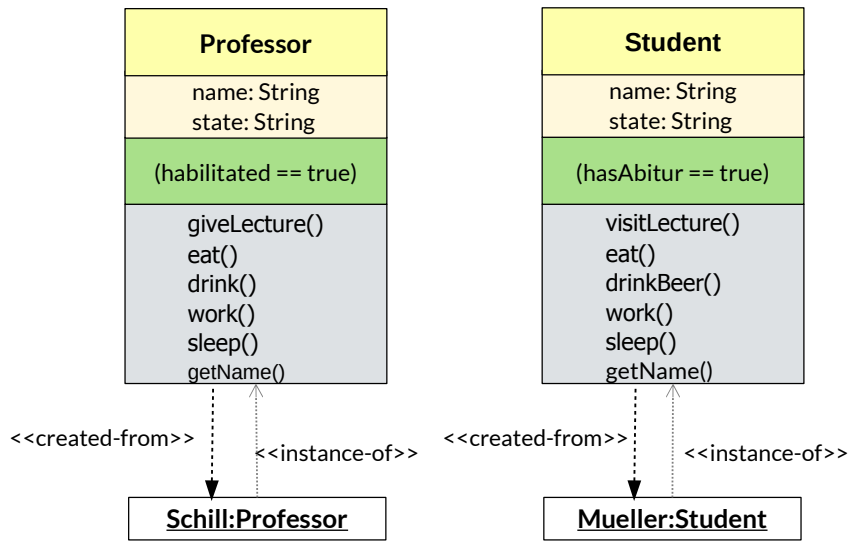 Professor
name: String
state: String
(habilitated == true)
giveLecture()
eat()
drink()
work()
sleep()
getName()
<<created-from>>
<<instance-of>>
Schill:Professor
Student
name: String
state: String
(hasAbitur == true)
visitLecture()
eat()
drinkBeer()
work()
sleep()
getName()
<<created-from>>
<<instance-of>>
Mueller:Student